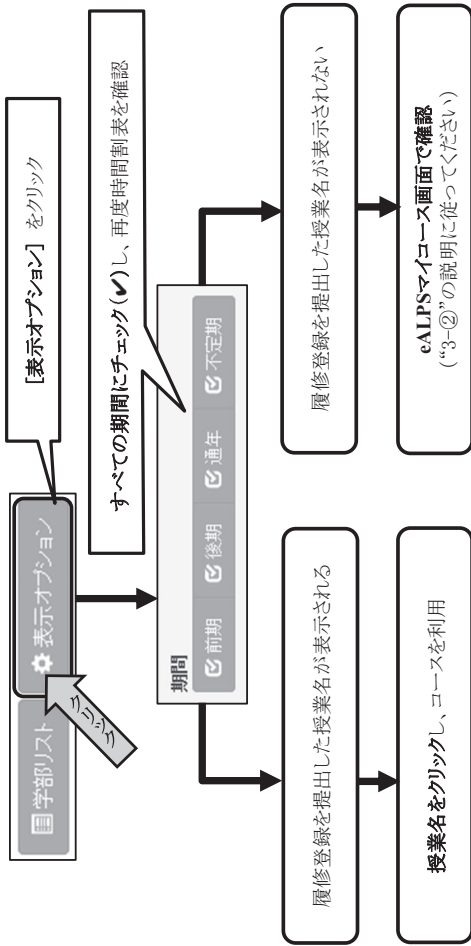 学部リスト
表示オプション
クリック
[表示オプション] をクリック
すべての期間にチェック(✔)し、再度時間割表を確認
期間
前期
後期
通年
不定期
履修登録を提出した授業名が表示される
履修登録を提出した授業名が表示されない
授業名をクリックし、コースを利用
eALPSマイコース画面で確認
(“3-②”の説明に従ってください)